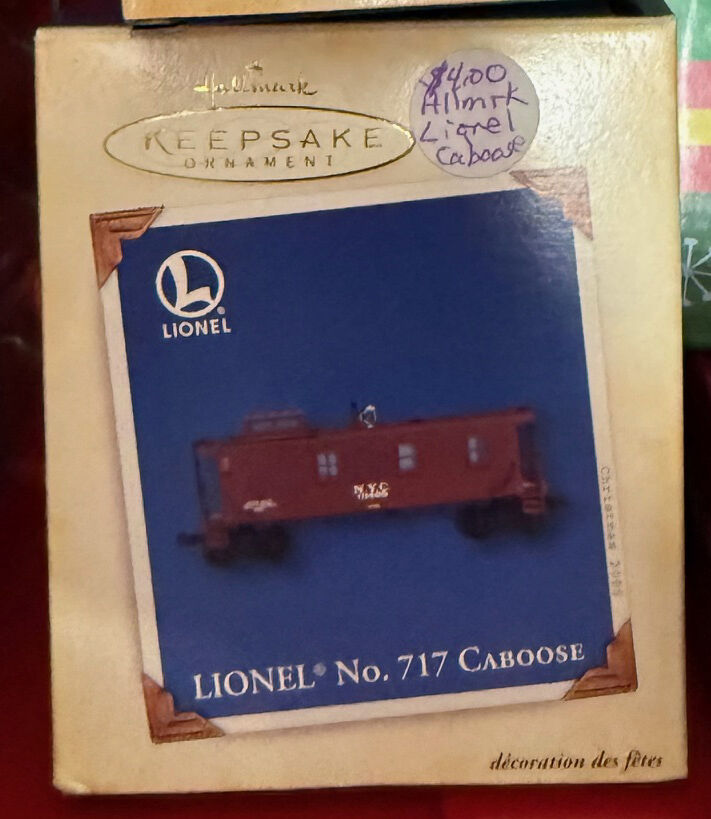 Hallmark
KEEPSAKE
ORNAMENT
$4.00
Allmrk
Lionel
Caboose
L
LIONEL®
N.Y.C
LIONEL® No. 717 CABOOSE
décoration des fêtes